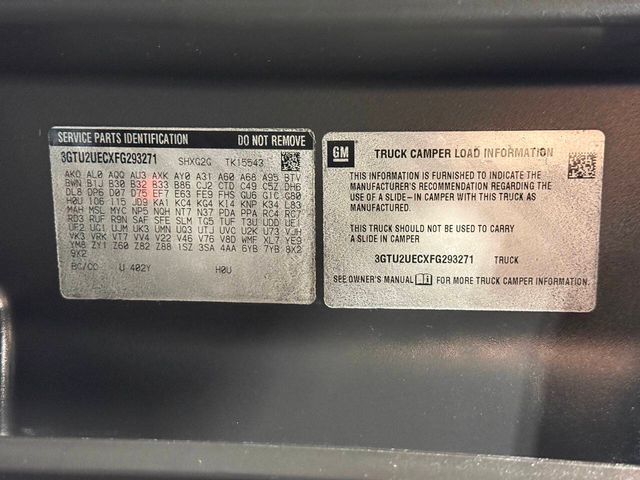 SERVICE PARTS IDENTIFICATION DO NOT REMOVE
3GTU2UECXFG293271 SHXG2G TK15543
AKO AL0 AQQ AU3 AXK AY0 A31 A60 A68 A95 BTV
BWN B1J B30 B32 B33 B86 CJ2 CTD C49 C5Z DH6
DL8 DP6 D07 D75 EF7 E63 FE9 FHS GU6 G1C G80
H0U IO6 I15 JD9 KA1 KC4 KG4 K14 KNP K34 L83
MAH MSL MYC NP5 NQH N37 PDA PPA RC4 RC7
RD3 RUF R9N SAF SFE SLM TG5 TUF T3U UDD UE1
UF2 UG1 UJM UK3 UMN UQ3 UTJ UVC U2K U73 VJH
VK3 VRK VT7 VV4 V22 V46 V76 V8D WMF XL7 YE9
YM8 ZY1 Z60 Z82 Z88 1SZ 3SA 4AA 6YB 7YB 8X2
9X2
BC/CC U 402Y H0U
GM TRUCK CAMPER LOAD INFORMATION
THIS INFORMATION IS FURNISHED TO INDICATE THE
MANUFACTURER'S RECOMMENDATION REGARDING THE
USE OF A SLIDE - IN CAMPER WITH THIS TRUCK AS
MANUFACTURED.
THIS TRUCK SHOULD NOT BE USED TO CARRY
A SLIDE IN CAMPER
3GTU2UECXFG293271 TRUCK
SEE OWNER'S MANUAL FOR MORE TRUCK CAMPER INFORMATION